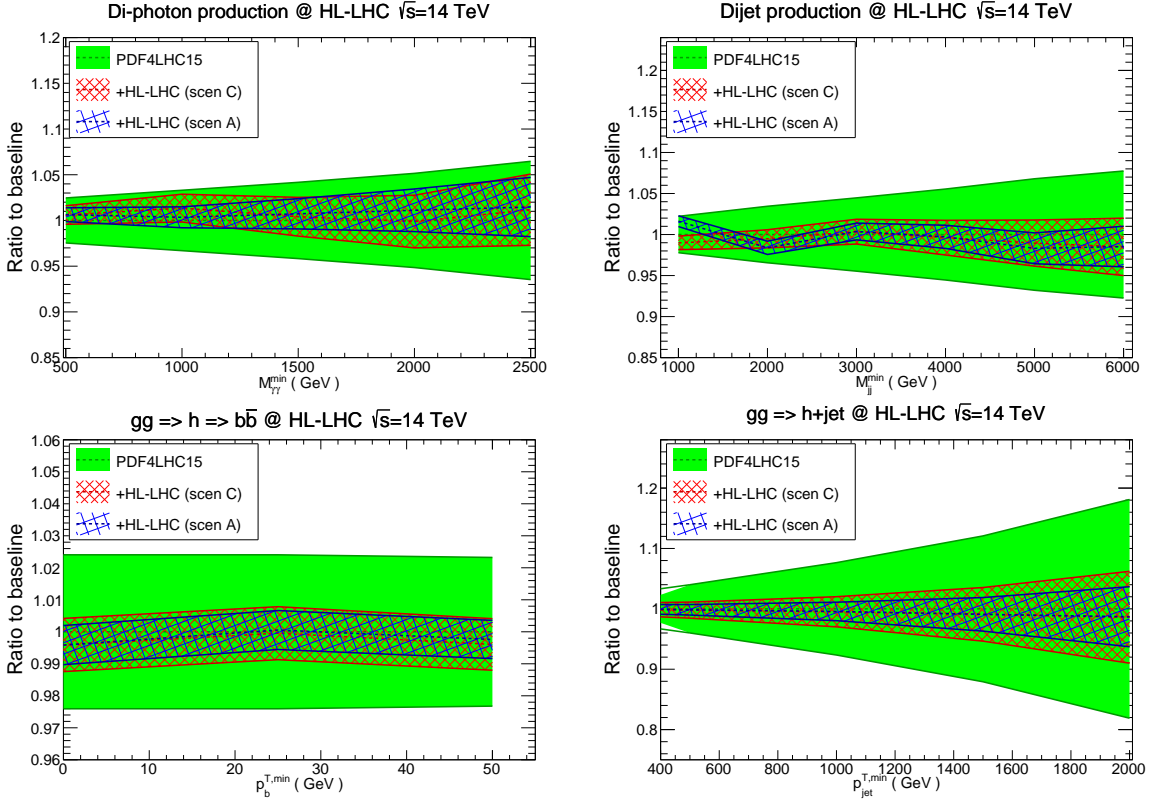 Di-photon production @ HL-LHC √s=14 TeV
Ratio to baseline
1.2
1.15
1.1
1.05
1
0.95
0.9
0.85
PDF4LHC15
+HL-LHC (scen C)
+HL-LHC (scen A)
500 1000 1500 2000 2500
M_γγ^min ( GeV )
Dijet production @ HL-LHC √s=14 TeV
Ratio to baseline
1.2
1.15
1.1
1.05
1
0.95
0.9
0.85
PDF4LHC15
+HL-LHC (scen C)
+HL-LHC (scen A)
1000 2000 3000 4000 5000 6000
M_jj^min ( GeV )
gg => h => bb̅ @ HL-LHC √s=14 TeV
Ratio to baseline
1.06
1.05
1.04
1.03
1.02
1.01
1
0.99
0.98
0.97
0.96
PDF4LHC15
+HL-LHC (scen C)
+HL-LHC (scen A)
0 10 20 30 40 50
p_b^T,min ( GeV )
gg => h+jet @ HL-LHC √s=14 TeV
Ratio to baseline
1.2
1.1
1
0.9
0.8
PDF4LHC15
+HL-LHC (scen C)
+HL-LHC (scen A)
400 600 800 1000 1200 1400 1600 1800 2000
p_jet^T,min ( GeV )